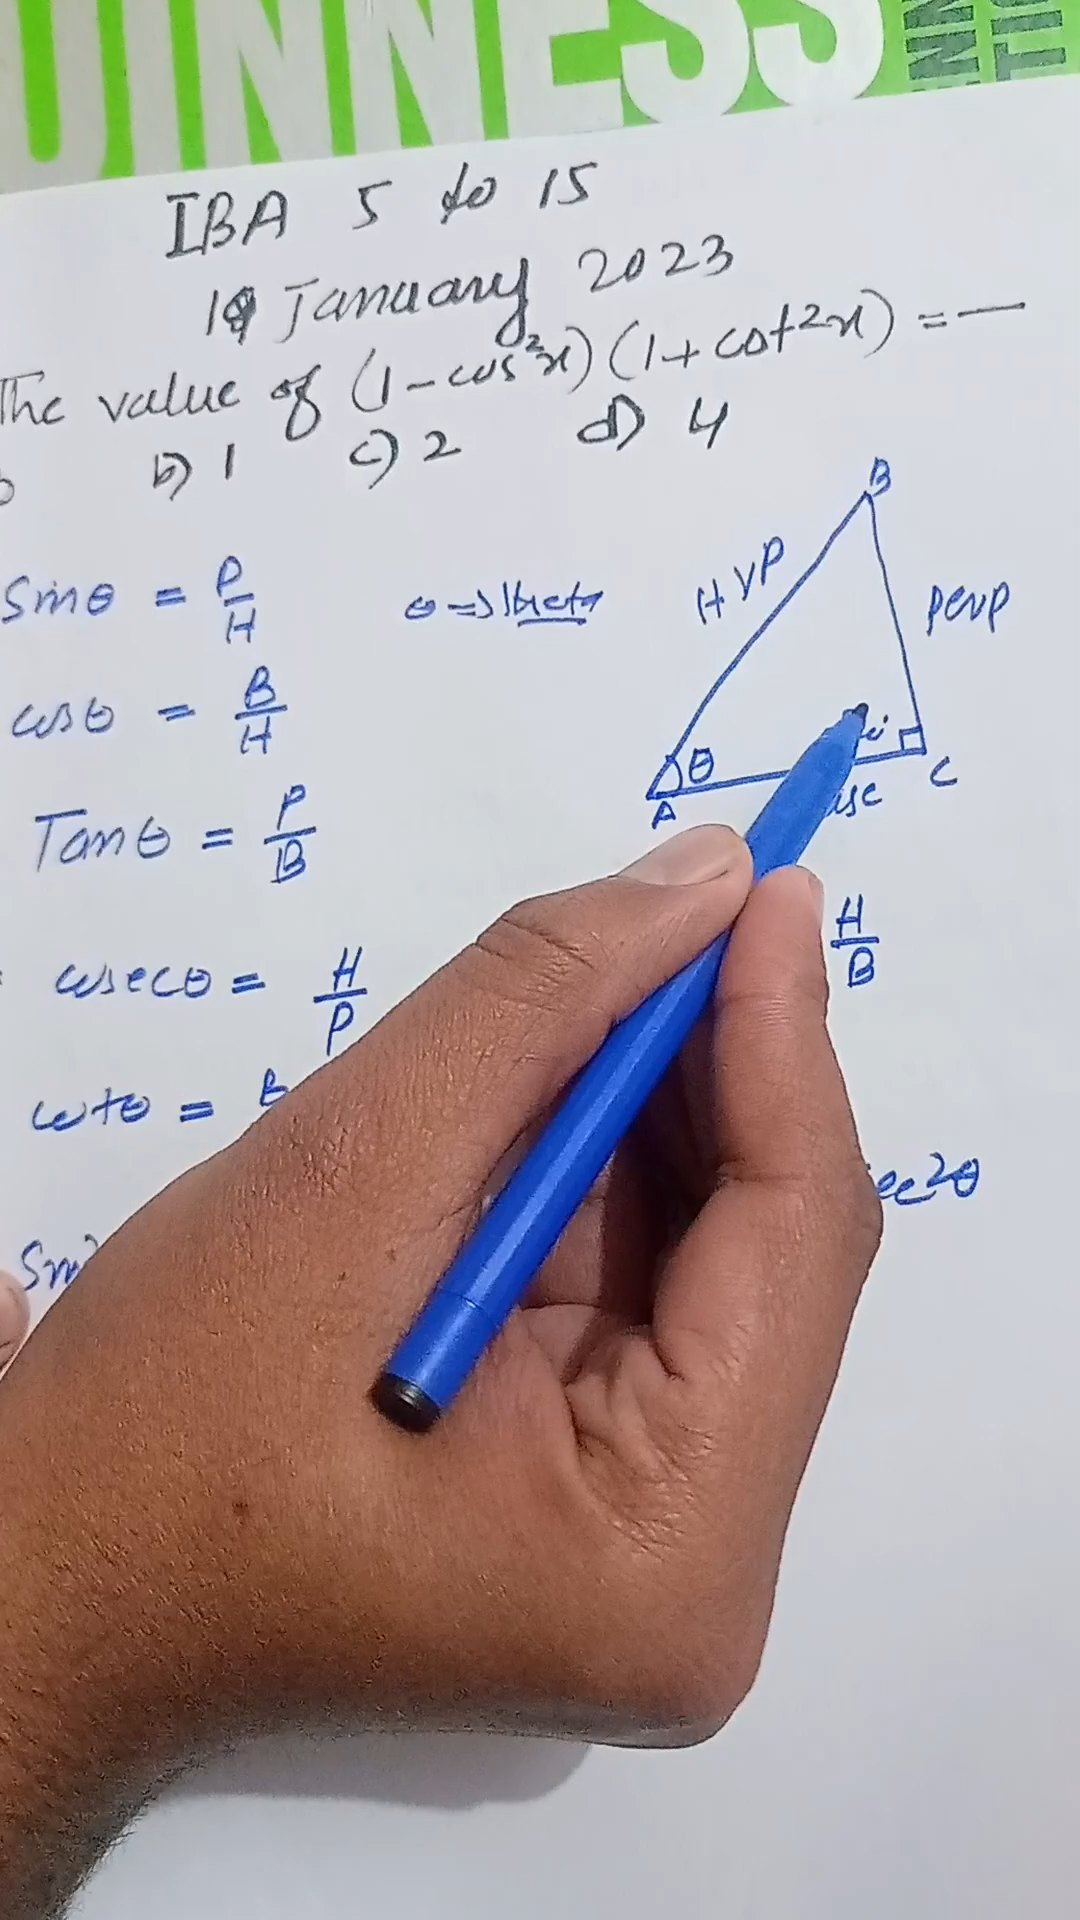 UINNESS
IBA 5 to 15
19 January 2023
The value of (1-cos²x)(1+cot²x) = —
b) 1 c) 2 d) 4
B
Sinθ = P/H
HYP
Perp
cosθ = B/H
θ
A
C
Tanθ = P/B
H/B
cosecθ = H/P
cotθ =